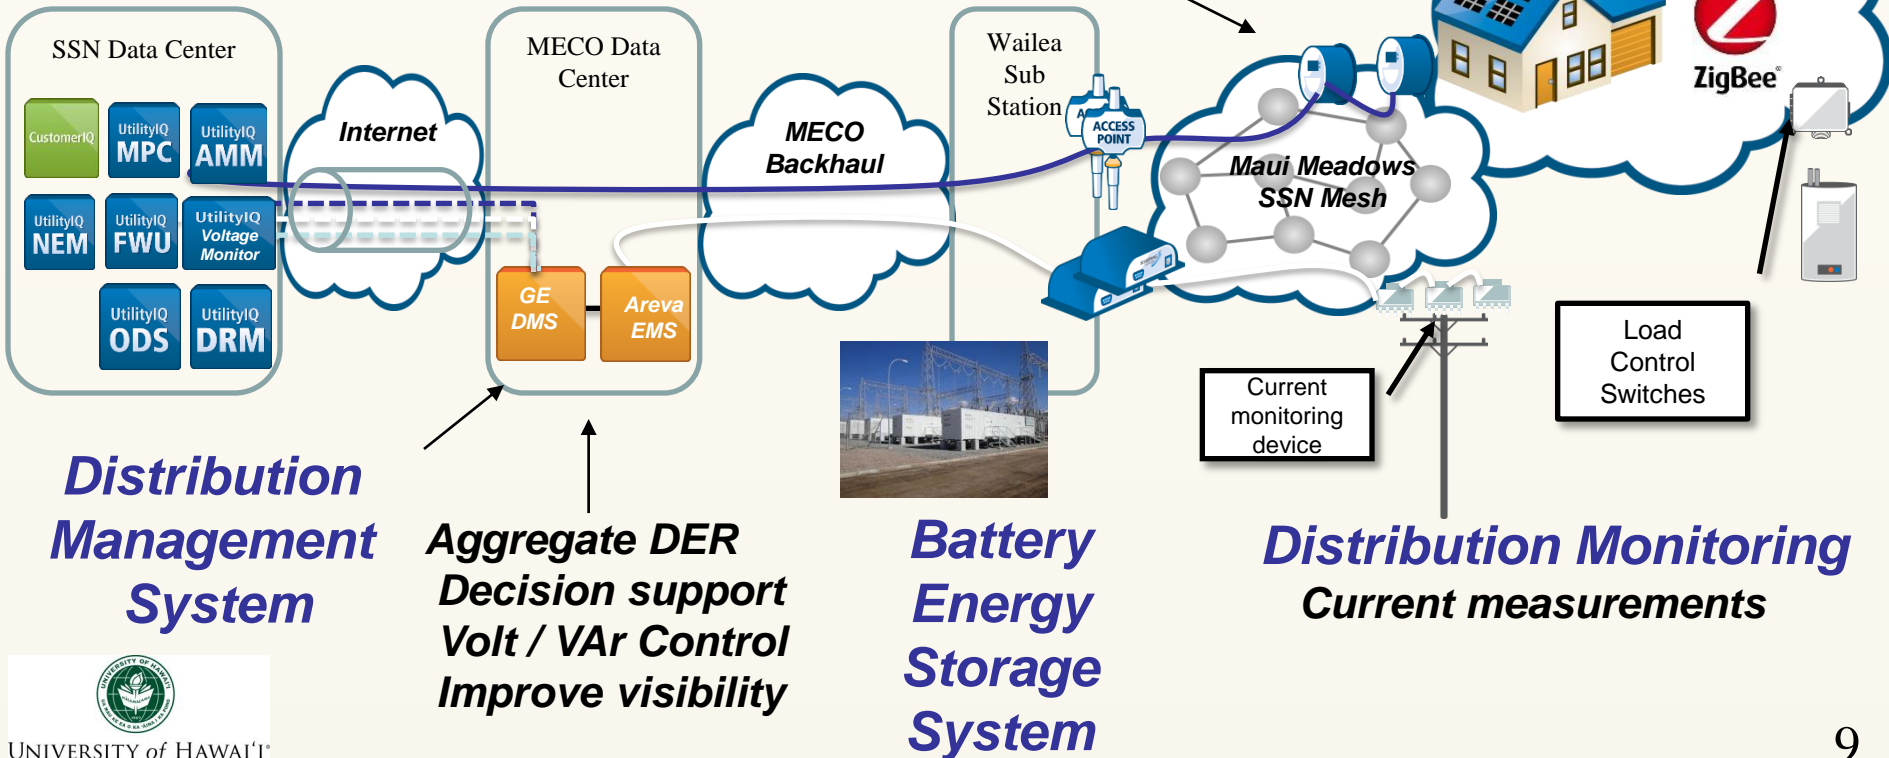 SSN Data Center
CustomerIQ
UtilityIQ
MPC
UtilityIQ
AMM
UtilityIQ
NEM
UtilityIQ
FWU
UtilityIQ
Voltage
Monitor
UtilityIQ
ODS
UtilityIQ
DRM
Internet
MECO Data
Center
GE
DMS
Areva
EMS
MECO
Backhaul
Wailea
Sub
Station
ACCESS
POINT
Maui Meadows
SSN Mesh
ZigBee®
Current
monitoring
device
Load
Control
Switches
Distribution
Management
System
Aggregate DER
Decision support
Volt / VAr Control
Improve visibility
Battery
Energy
Storage
System
Distribution Monitoring
Current measurements
UNIVERSITY of HAWAI‘I®
9